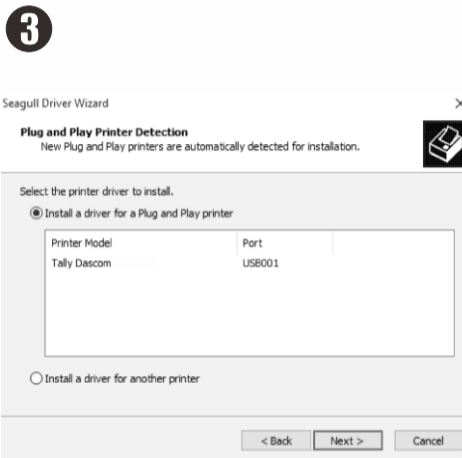 3
Seagull Driver Wizard
Plug and Play Printer Detection
New Plug and Play printers are automatically detected for installation.
Select the printer driver to install.
Install a driver for a Plug and Play printer
Printer Model Port
Tally Dascom USB001
Install a driver for another printer
< Back Next > Cancel